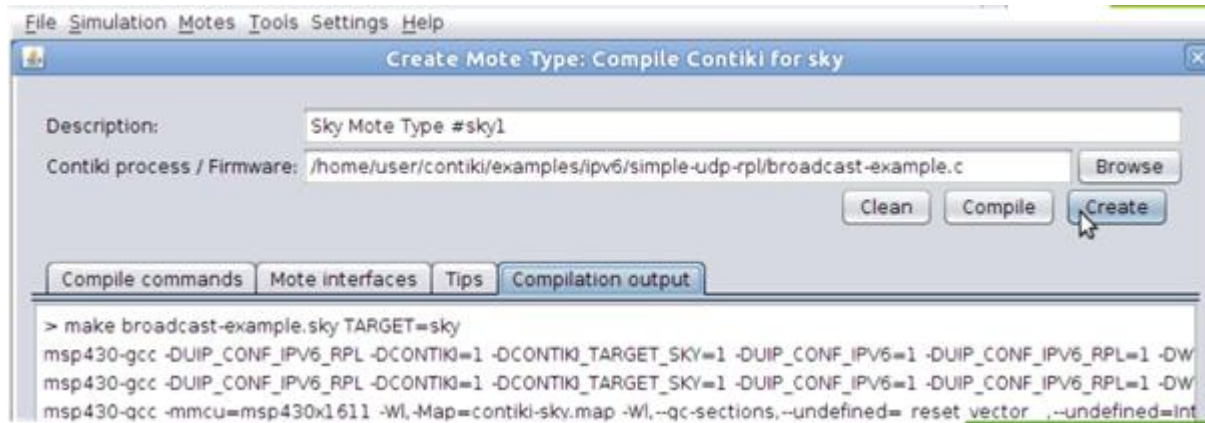 File Simulation Motes Tools Settings Help
Create Mote Type: Compile Contiki for sky
Description: Sky Mote Type #sky1
Contiki process / Firmware: /home/user/contiki/examples/ipv6/simple-udp-rpl/broadcast-example.c Browse
Clean Compile Create
Compile commands Mote interfaces Tips Compilation output
> make broadcast-example.sky TARGET=sky
msp430-gcc -DUIP_CONF_IPV6_RPL -DCONTIKI=1 -DCONTIKI_TARGET_SKY=1 -DUIP_CONF_IPV6=1 -DUIP_CONF_IPV6_RPL=1 -DW
msp430-gcc -DUIP_CONF_IPV6_RPL -DCONTIKI=1 -DCONTIKI_TARGET_SKY=1 -DUIP_CONF_IPV6=1 -DUIP_CONF_IPV6_RPL=1 -DW
msp430-gcc -mmcu=msp430x1611 -Wl,-Map=contiki-sky.map -Wl,--gc-sections,--undefined=_reset_vector__,--undefined=Int